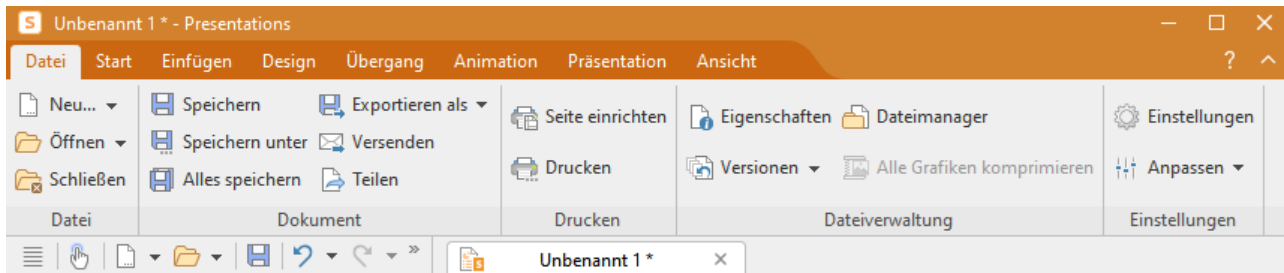 S Unbenannt 1 * - Presentations
Datei Start Einfügen Design Übergang Animation Präsentation Ansicht ?
Neu... Speichern Exportieren als Seite einrichten Eigenschaften Dateimanager Einstellungen
Öffnen Speichern unter Versenden
Schließen Alles speichern Teilen Drucken Versionen Alle Grafiken komprimieren Anpassen
Datei Dokument Drucken Dateiverwaltung Einstellungen
» Unbenannt 1 * ×